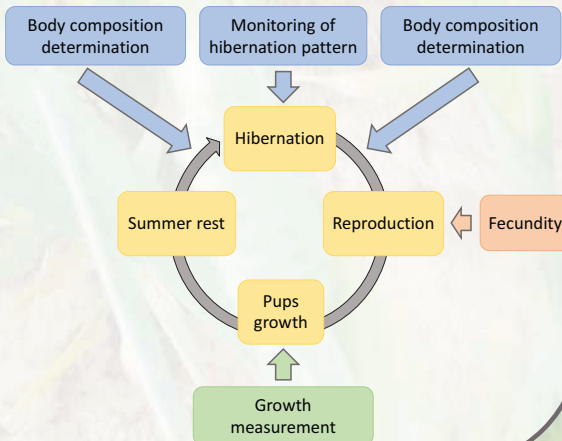 Body composition
determination
Monitoring of
hibernation pattern
Body composition
determination
Hibernation
Summer rest
Reproduction
Fecundity
Pups
growth
Growth
measurement